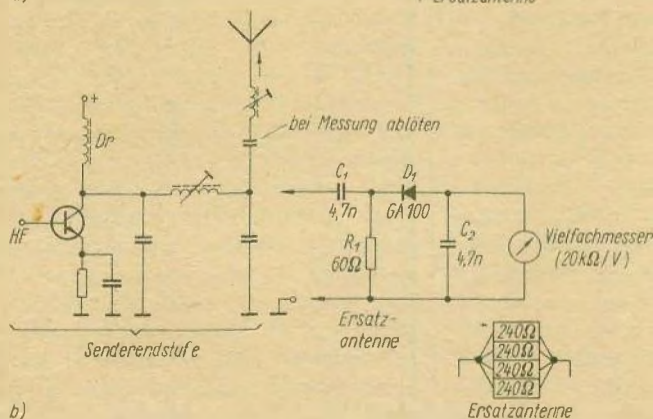 Ersatzantenne
+
Dr
bei Messung ablöten
HF
C1
4,7n
D1
GA100
R1
60Ω
C2
4,7n
Vielfachmesser
(20kΩ/V)
Ersatz-
antenne
Senderendstufe
240Ω
240Ω
240Ω
240Ω
b)
Ersatzantenne